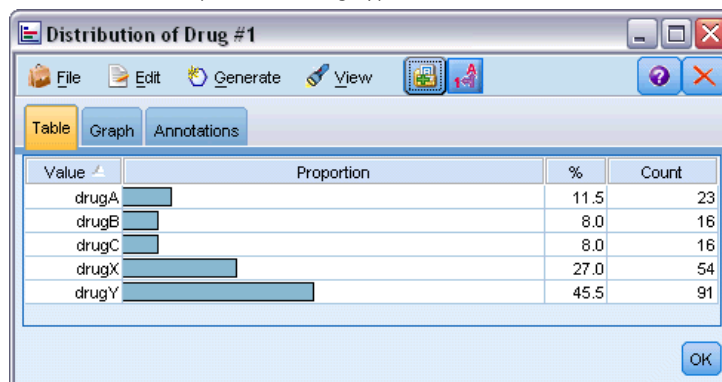 Distribution of Drug #1
File Edit Generate View
Table Graph Annotations
Value Proportion % Count
drugA 11.5 23
drugB 8.0 16
drugC 8.0 16
drugX 27.0 54
drugY 45.5 91
OK